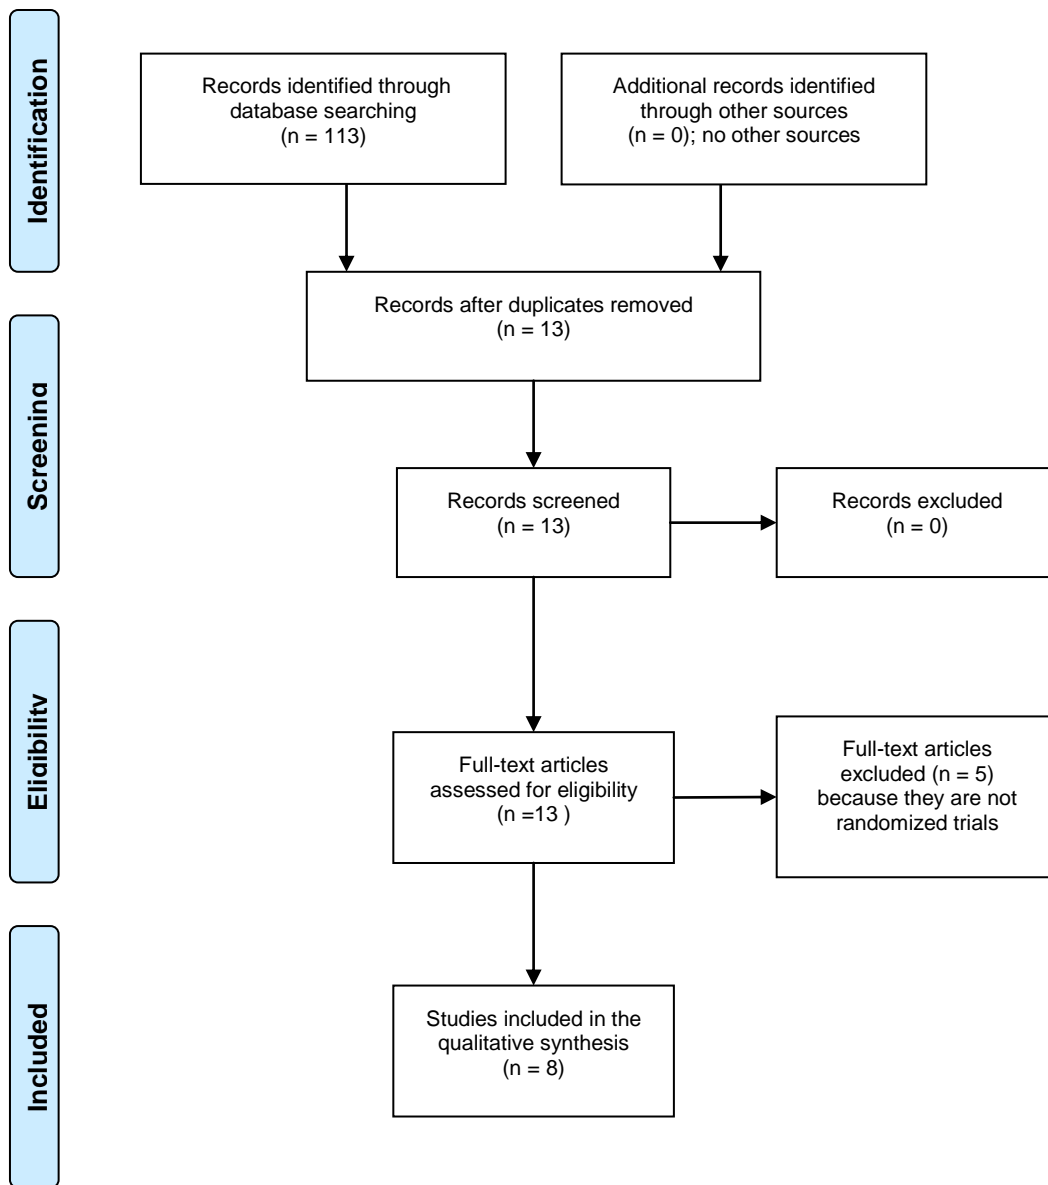 Identification
Records identified through
database searching
(n = 113)
Additional records identified
through other sources
(n = 0); no other sources
Records after duplicates removed
(n = 13)
Screening
Records screened
(n = 13)
Records excluded
(n = 0)
Eligibility
Full-text articles
assessed for eligibility
(n =13 )
Full-text articles
excluded (n = 5)
because they are not
randomized trials
Included
Studies included in the
qualitative synthesis
(n = 8)